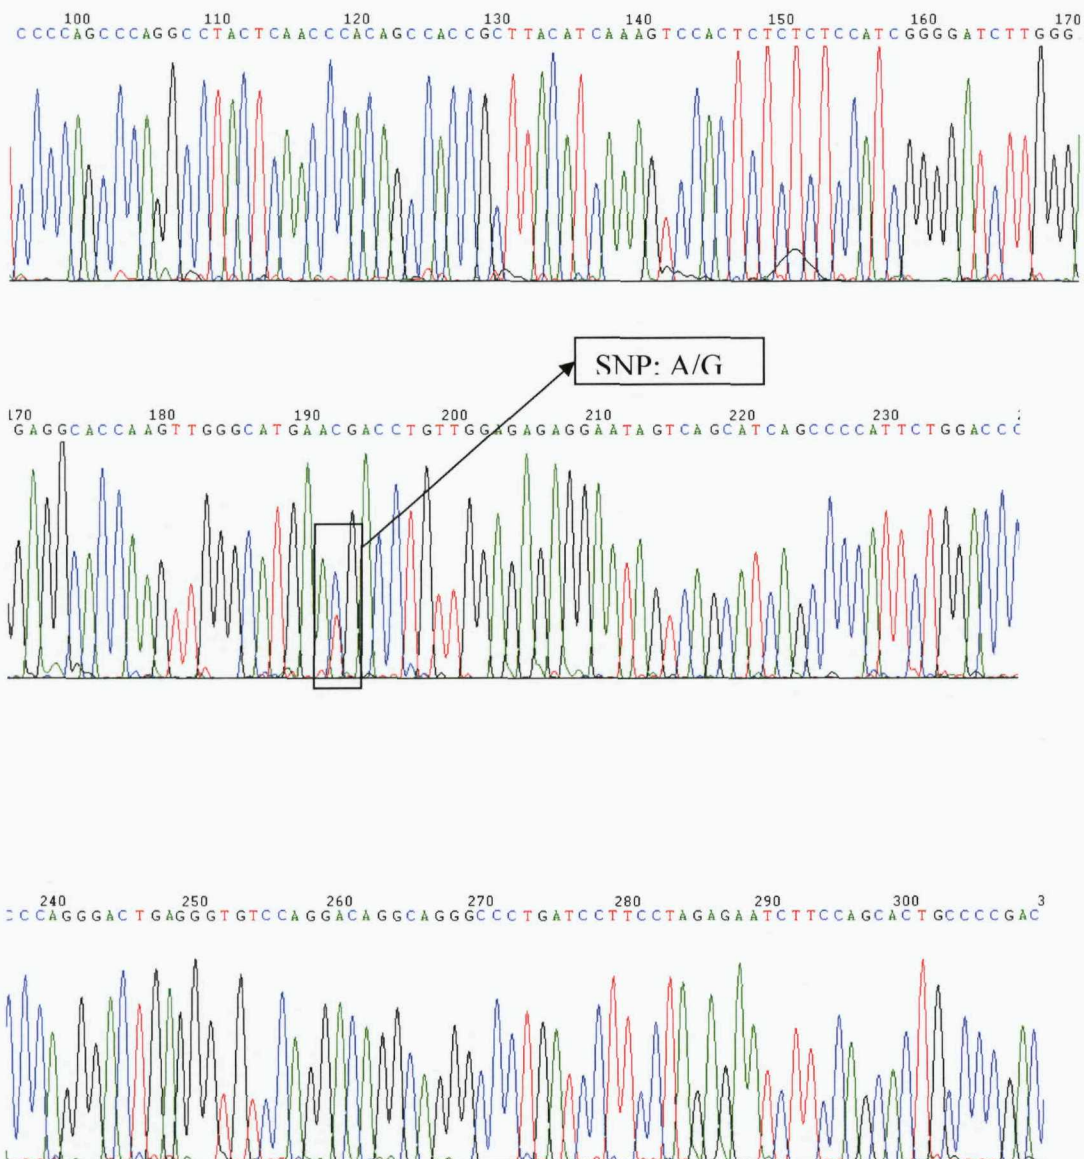 100 110 120 130 140 150 160 170
CCCCAGCCCAGGCCTACTCAACCCACAGCCACCGCTTACATCAAAGTCCACTCTCTCTCCATCGGGGATCTTGGG
SNP: A/G
170 180 190 200 210 220 230
GAGGCACCAAGTTGGGCATGAACGACCTGTTGGAGAGAGGAATAGTCAGCATCAGCCCCATTCTGGACCC
240 250 260 270 280 290 300 3
CCCAGGGACTGAGGGTGTCCAGGACAGGCAGGGCCCTGATCCTTCCTAGAGAATCTTCCAGCACTGCCCCGAC